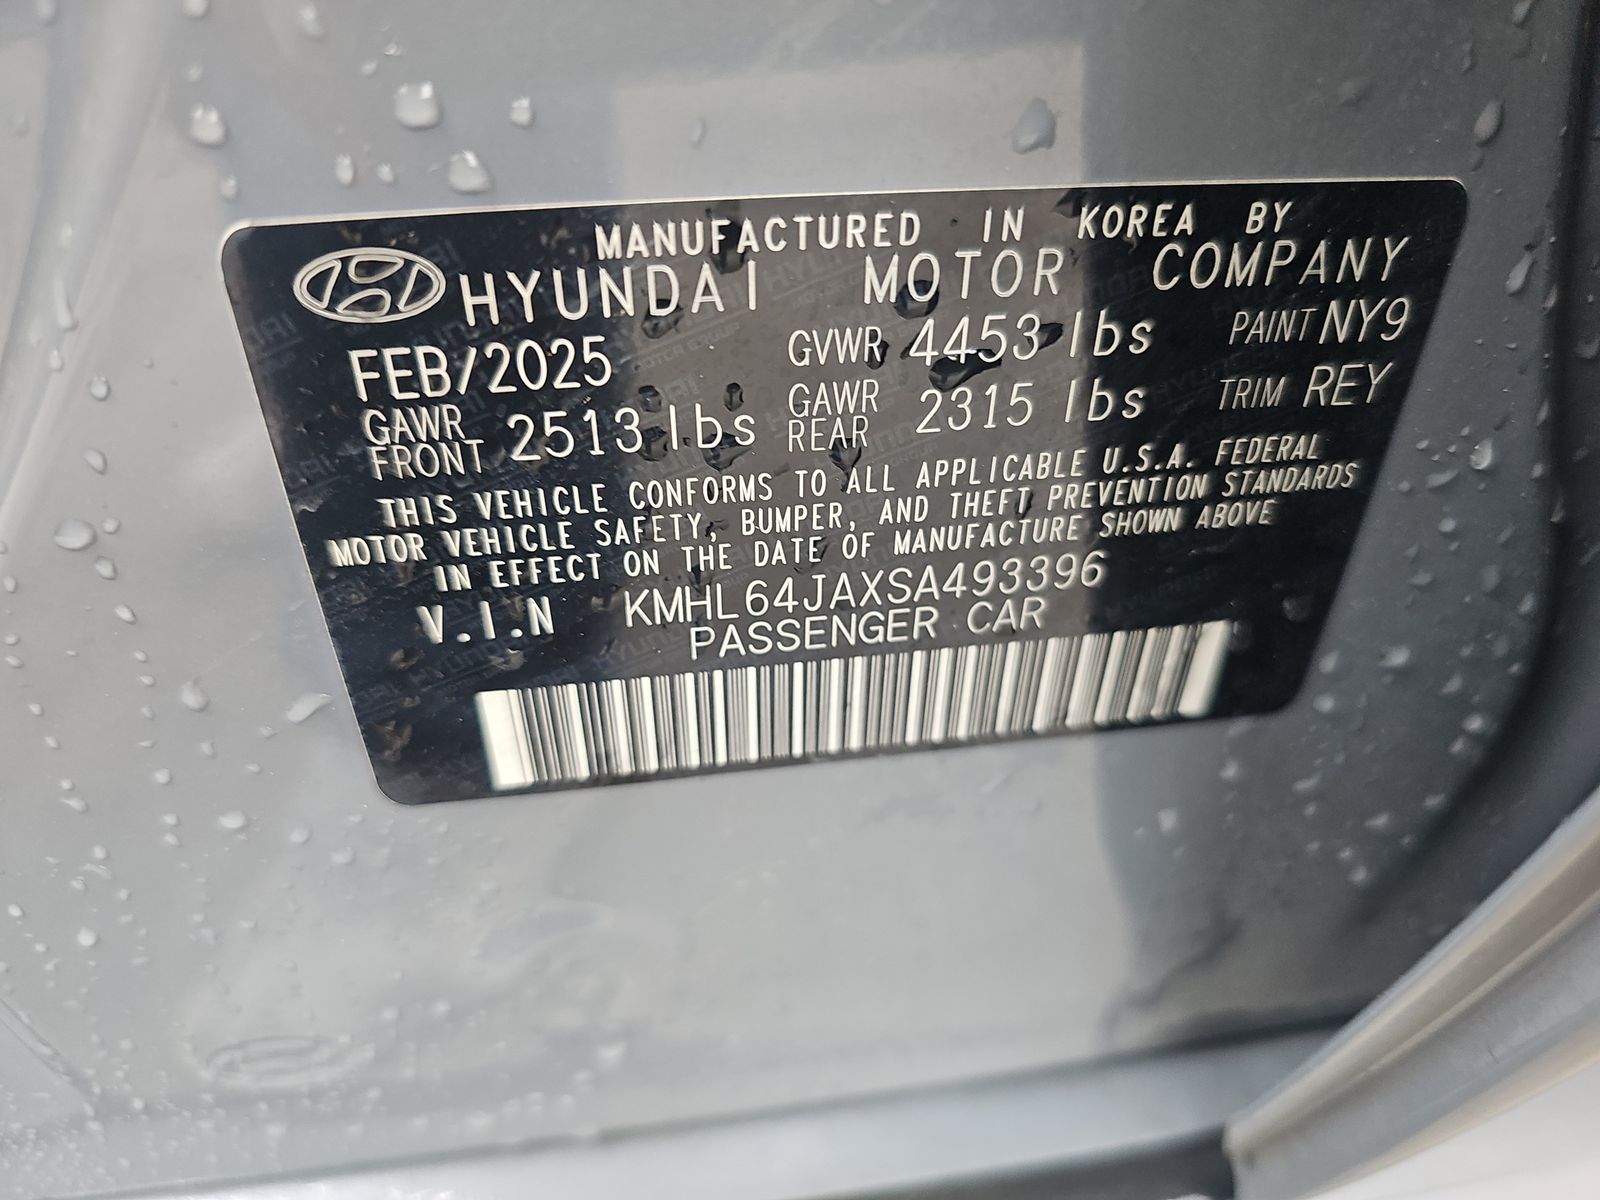 MANUFACTURED IN KOREA BY
HYUNDAI MOTOR COMPANY
FEB/2025 GVWR 4453 lbs PAINT NY9
GAWR FRONT 2513 lbs GAWR REAR 2315 lbs TRIM REY
THIS VEHICLE CONFORMS TO ALL APPLICABLE U.S.A. FEDERAL
MOTOR VEHICLE SAFETY, BUMPER, AND THEFT PREVENTION STANDARDS
IN EFFECT ON THE DATE OF MANUFACTURE SHOWN ABOVE
V.I.N KMHL64JAXSA493396
PASSENGER CAR